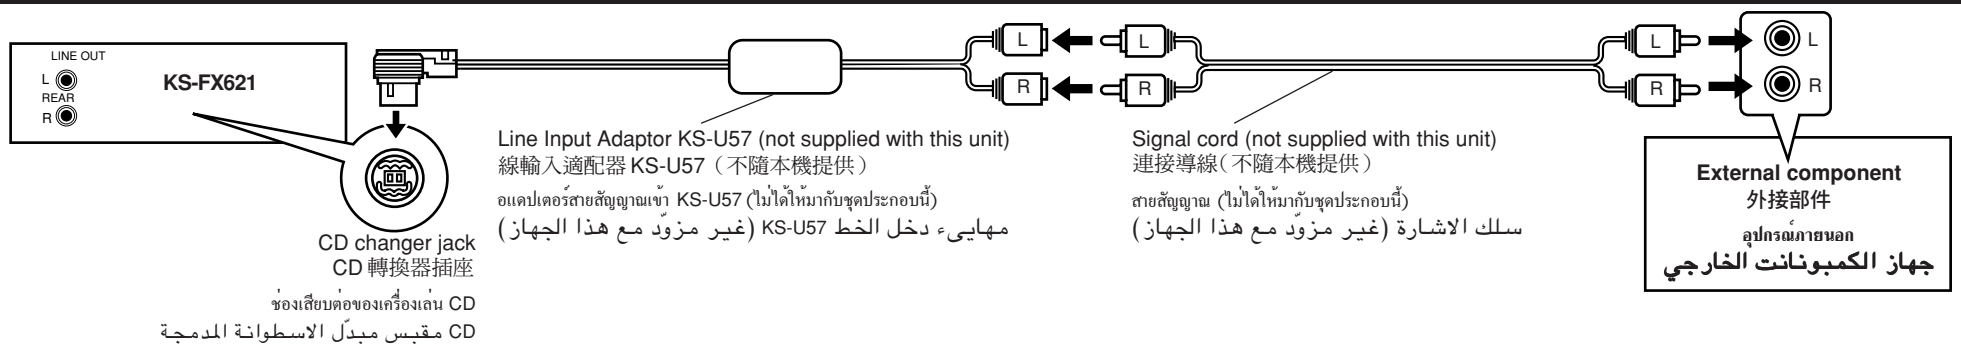 LINE OUT
L
REAR
R
KS-FX621
CD changer jack
CD 轉換器插座
ช่องเสียบต่อของเครื่องเล่น CD
مقبس مبدّل الاسطوانة المدمجة CD
Line Input Adaptor KS-U57 (not supplied with this unit)
線輸入適配器 KS-U57（不隨本機提供）
อแดปเตอร์สายสัญญาณเข้า KS-U57 (ไม่ได้ให้มากับชุดประกอบนี้)
مهايىء دخل الخط KS-U57 (غير مزوّد مع هذا الجهاز)
L
R
L
R
Signal cord (not supplied with this unit)
連接導線（不隨本機提供）
สายสัญญาณ (ไม่ได้ให้มากับชุดประกอบนี้)
سلك الاشارة (غير مزوّد مع هذا الجهاز)
L
R
L
R
External component
外接部件
อุปกรณ์ภายนอก
جهاز الكمبونانت الخارجي